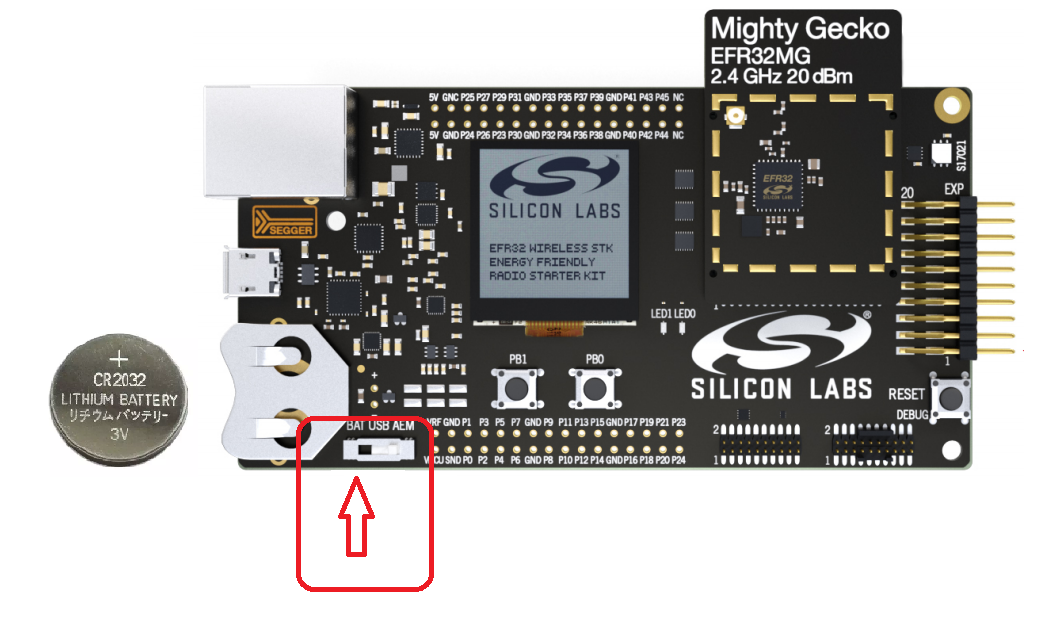 Mighty Gecko
EFR32MG
2.4 GHz 20 dBm
5V GNC P25 P27 P29 P31 GND P33 P35 P37 P39 GND P41 P43 P45 NC
5V GND P24 P26 P23 P30 GND P32 P34 P36 P38 GND P40 P42 P44 NC
S17021
EFR32
SILICON LABS
SILICON LABS
EFR32 WIRELESS STK
ENERGY FRIENDLY
RADIO STARTER KIT
20 EXP
SEGGER
LED1 LED0
®
SILICON LABS
1
PB1 PB0
RESET
DEBUG
+
CR2032
LITHIUM BATTERY
リチウム バッテリー
3V
BAT USB AEM
GND P1 P3 P5 P7 GND P9 P11 P13 P15 GND P17 P19 P21 P23
SND P0 P2 P4 P6 GND P8 P10 P12 P14 GND P16 P18 P20 P24
2
1
2
1